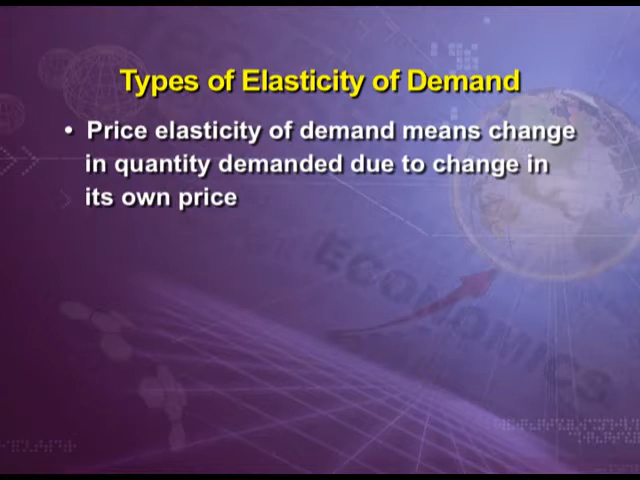 Types of Elasticity of Demand
• Price elasticity of demand means change
in quantity demanded due to change in
its own price
ECONOMICS